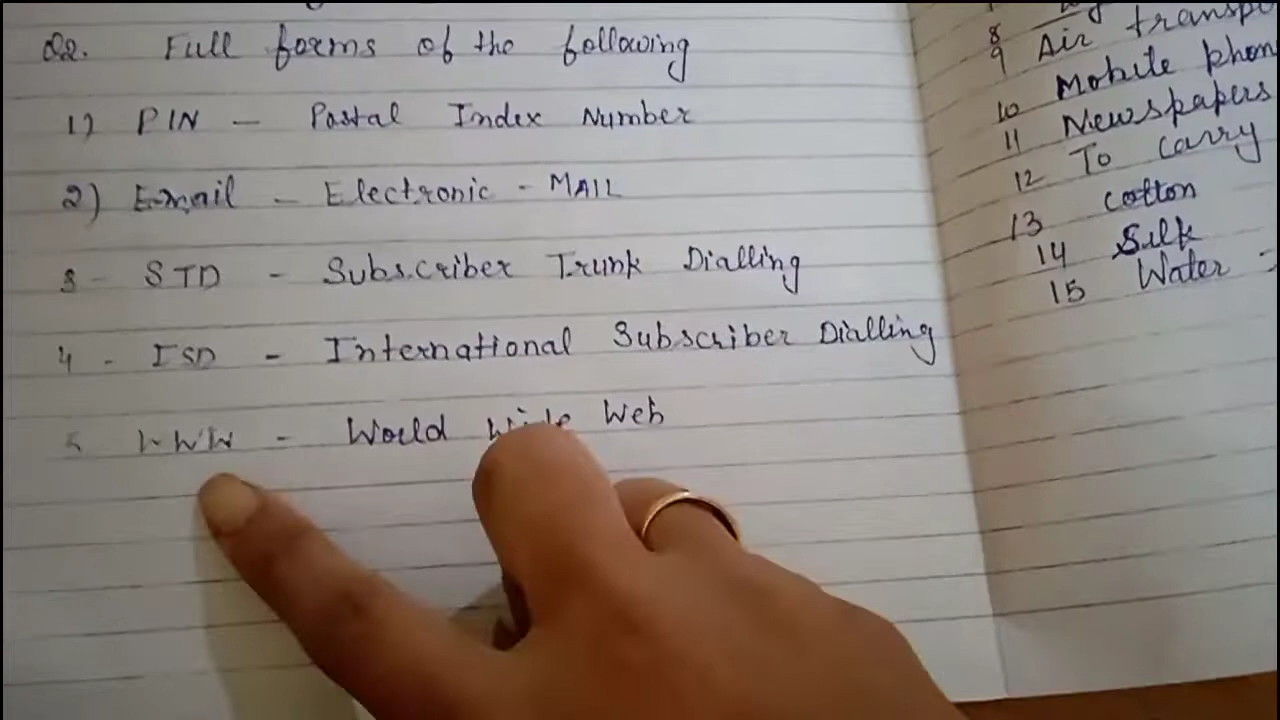 Q2. Full forms of the following
1) PIN - Postal Index Number
2) E-mail - Electronic - MAIL
3 - STD - Subscriber Trunk Dialling
4 - ISD - International Subscriber Dialling
5 WWW - World Wide Web
8
9 Air
10 Mobile
11 Newspapers
12 To carry
13 cotton
14 Silk
15 Water